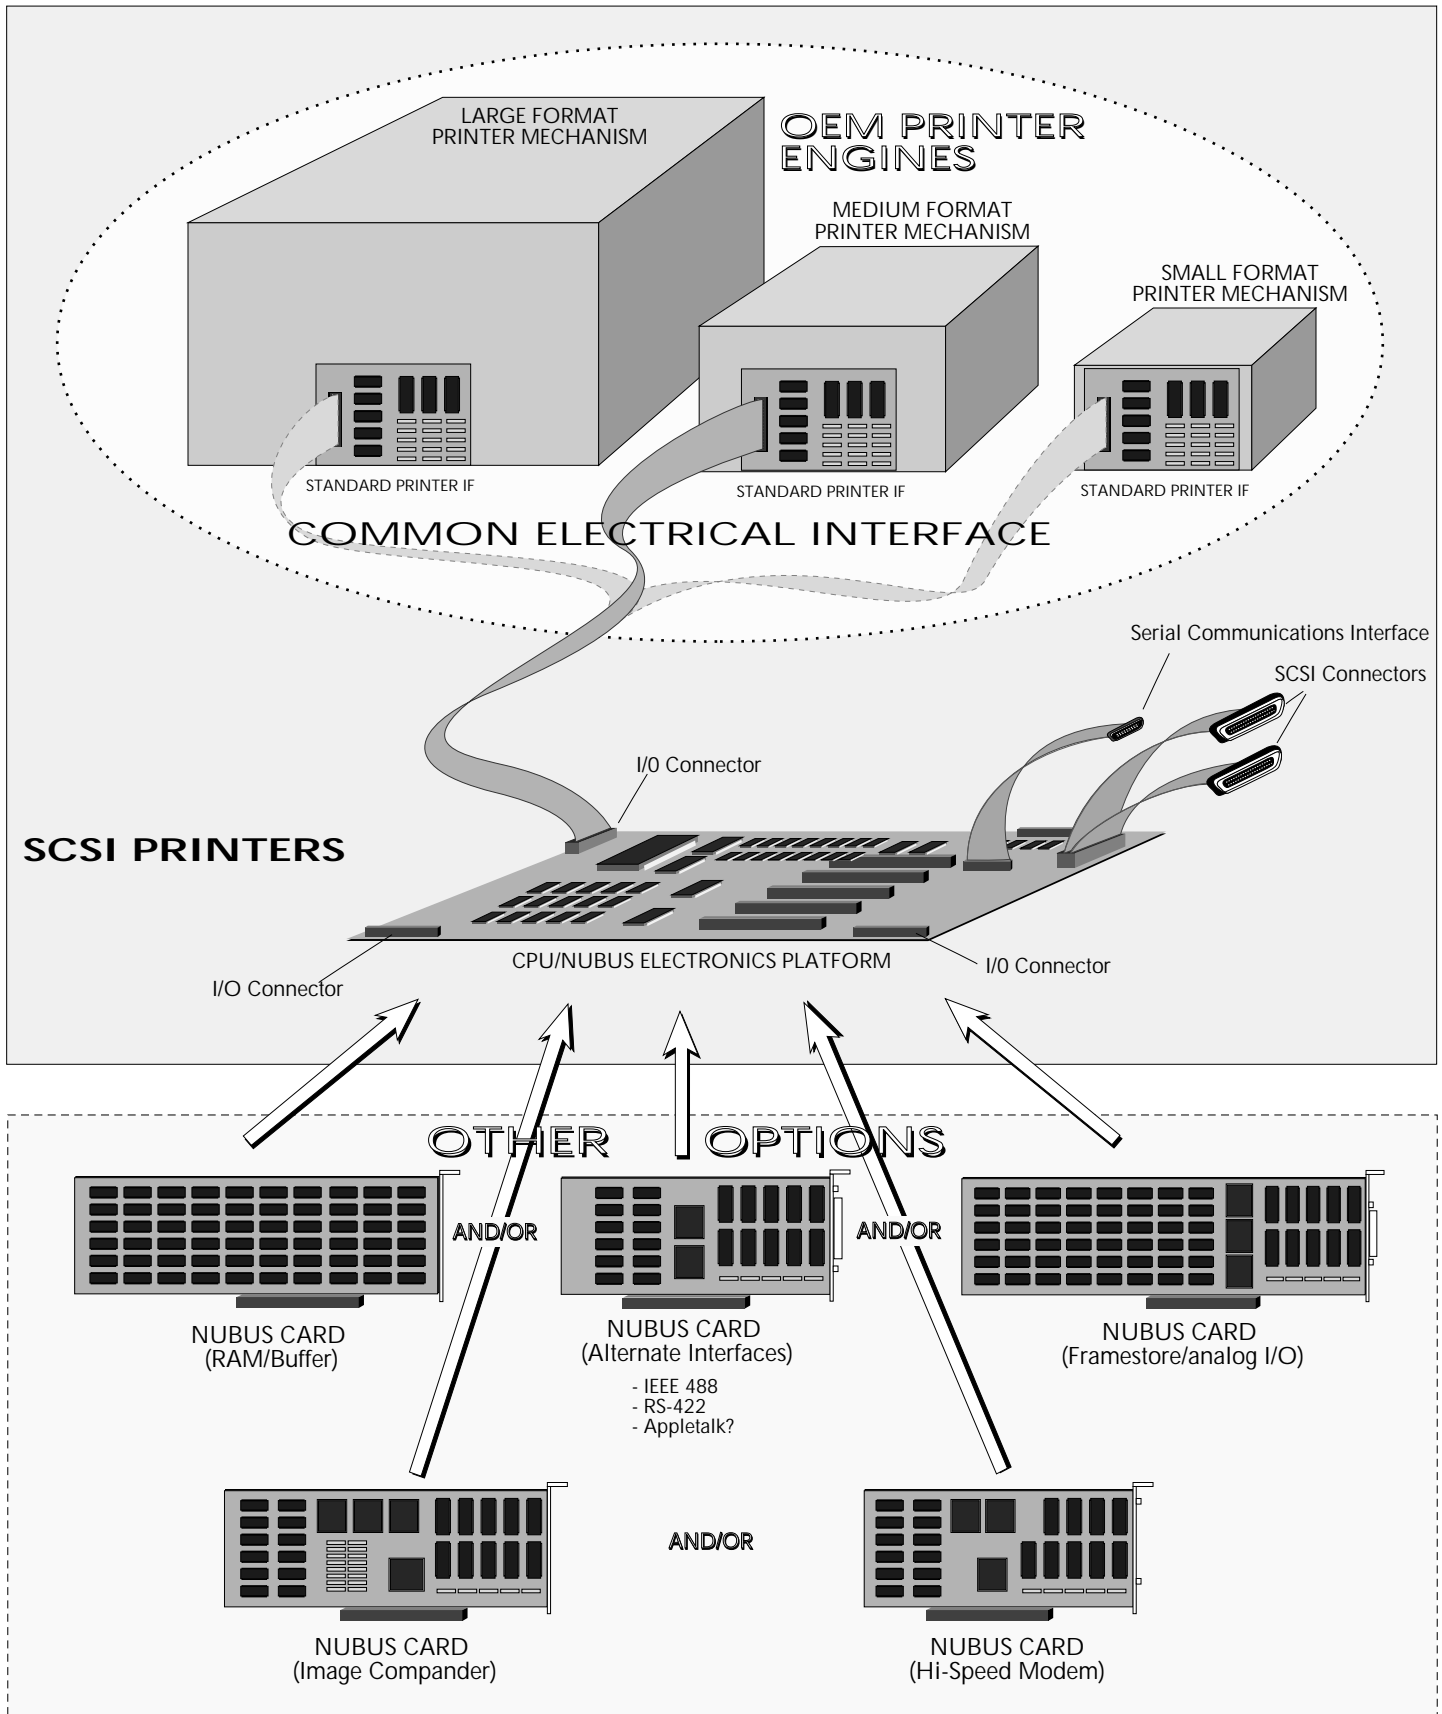 LARGE FORMAT
PRINTER MECHANISM
OEM PRINTER
ENGINES
MEDIUM FORMAT
PRINTER MECHANISM
SMALL FORMAT
PRINTER MECHANISM
STANDARD PRINTER IF
STANDARD PRINTER IF
STANDARD PRINTER IF
COMMON ELECTRICAL INTERFACE
Serial Communications Interface
SCSI Connectors
I/0 Connector
SCSI PRINTERS
CPU/NUBUS ELECTRONICS PLATFORM
I/0 Connector
I/O Connector
OTHER OPTIONS
AND/OR
AND/OR
NUBUS CARD
(RAM/Buffer)
NUBUS CARD
(Alternate Interfaces)
- IEEE 488
- RS-422
- Appletalk?
NUBUS CARD
(Framestore/analog I/O)
AND/OR
NUBUS CARD
(Image Compander)
NUBUS CARD
(Hi-Speed Modem)